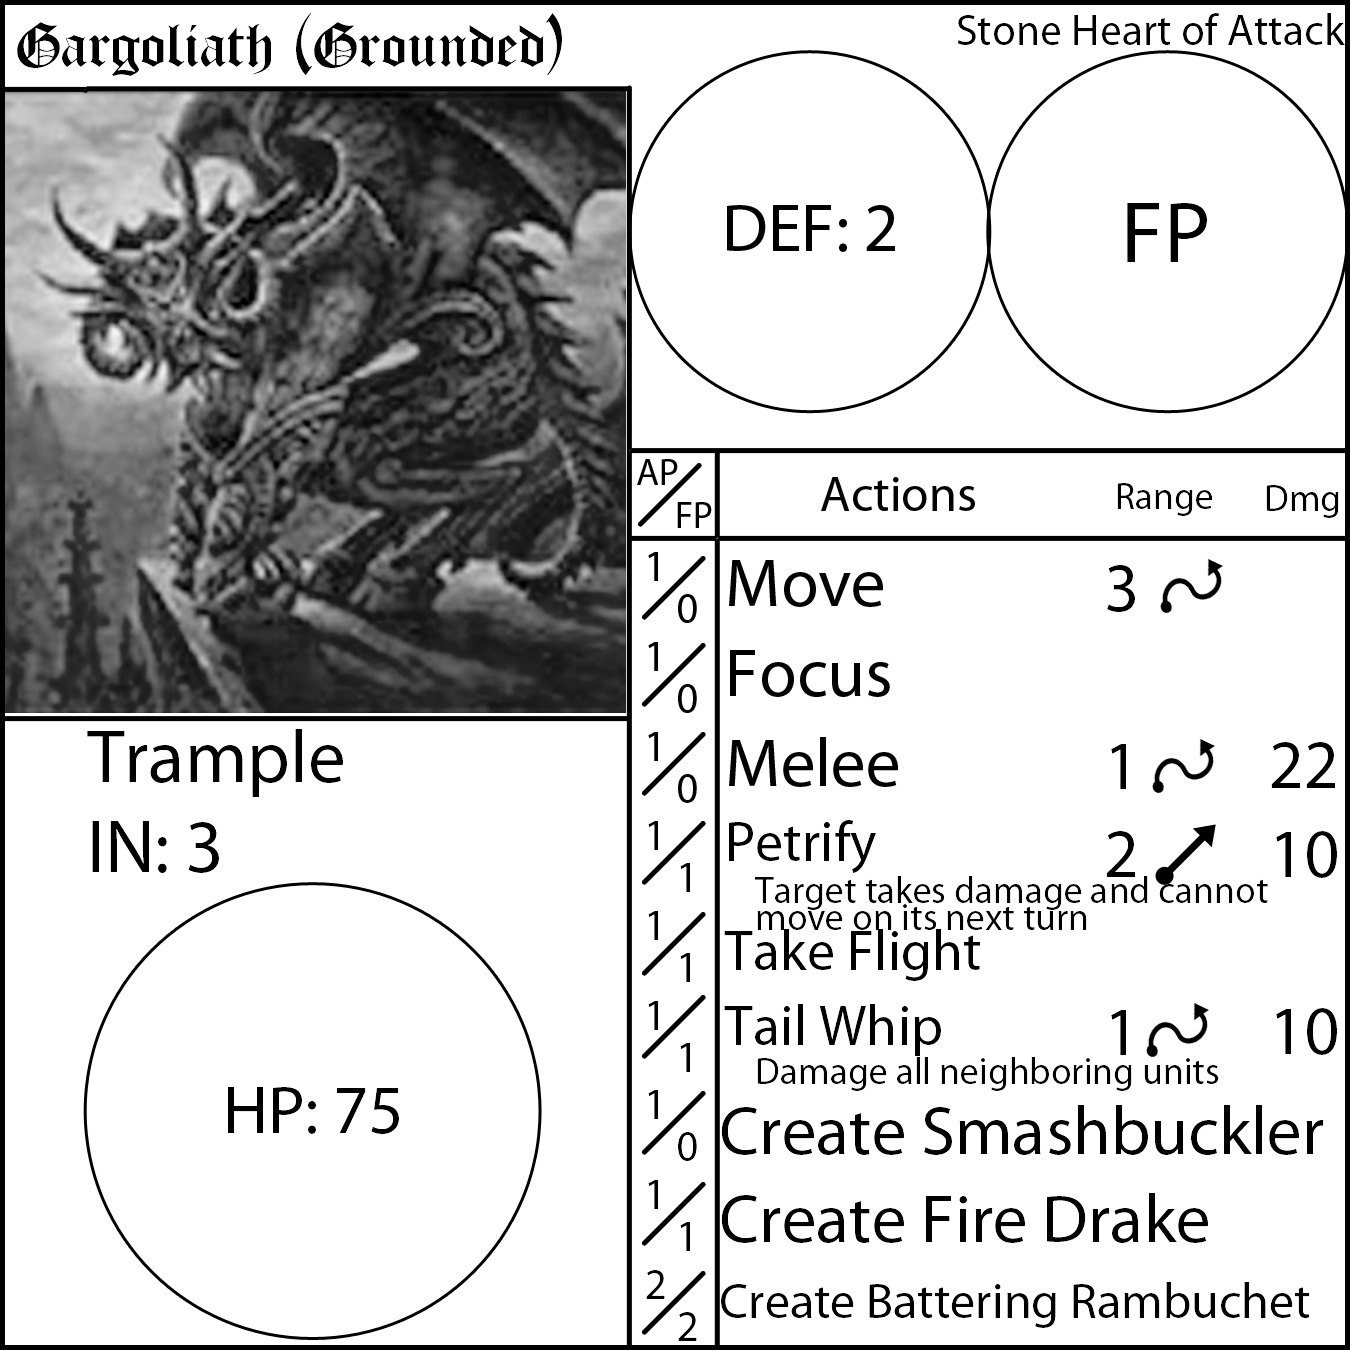 Gargoliath (Grounded)
Stone Heart of Attack
DEF: 2
FP
Trample
IN: 3
HP: 75
AP/FP Actions Range Dmg
1/0 Move 3
1/0 Focus
1/0 Melee 1 22
1/1 Petrify 2 10
Target takes damage and cannot
move on its next turn
1/1 Take Flight
1/1 Tail Whip 1 10
Damage all neighboring units
1/0 Create Smashbuckler
1/1 Create Fire Drake
2/2 Create Battering Rambuchet